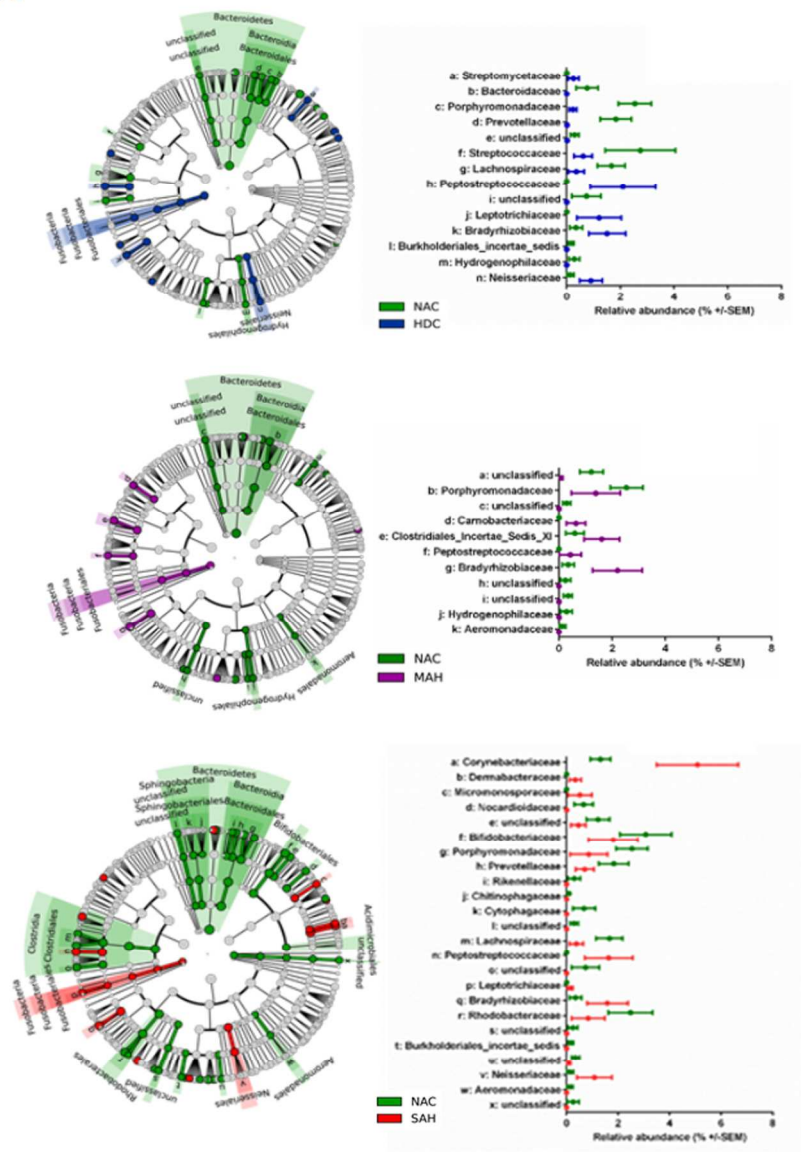 Bacteroidetes
unclassified
Bacteroidia
unclassified
Bacteroidales
Fusobacteria
Fusobacteriales
Fusobacteria
Hydrogenophilales
Neisseriales
a: Streptomycetaceae
b: Bacteroidaceae
c: Porphyromonadaceae
d: Prevotellaceae
e: unclassified
f: Streptococcaceae
g: Lachnospiraceae
h: Peptostreptococcaceae
i: unclassified
j: Leptotrichiaceae
k: Bradyrhizobiaceae
l: Burkholderiales_incertae_sedis
m: Hydrogenophilaceae
n: Neisseriaceae
0 2 4 6 8
Relative abundance (% +/-SEM)
NAC
HDC
Bacteroidetes
unclassified
Bacteroidia
unclassified
Bacteroidales
Fusobacteria
Fusobacteriales
Fusobacteria
unclassified
Hydrogenophilales
Aeromonadales
a: unclassified
b: Porphyromonadaceae
c: unclassified
d: Carnobacteriaceae
e: Clostridiales_Incertae_Sedis_XI
f: Peptostreptococcaceae
g: Bradyrhizobiaceae
h: unclassified
i: unclassified
j: Hydrogenophilaceae
k: Aeromonadaceae
0 2 4 6 8
Relative abundance (% +/-SEM)
NAC
MAH
Bacteroidetes
Sphingobacteria
unclassified
Bacteroidia
Sphingobacteriales
Bacteroidales
unclassified
Bifidobacteriales
Acidimicrobiales
unclassified
Clostridia
Clostridiales
Fusobacteria
Fusobacteriales
Fusobacteria
Rhodobacterales
unclassified
Neisseriales
Aeromonadales
a: Corynebacteriaceae
b: Dermabacteraceae
c: Micromonosporaceae
d: Nocardioidaceae
e: unclassified
f: Bifidobacteriaceae
g: Porphyromonadaceae
h: Prevotellaceae
i: Rikenellaceae
j: Chitinophagaceae
k: Cytophagaceae
l: unclassified
m: Lachnospiraceae
n: Peptostreptococcaceae
o: unclassified
p: Leptotrichiaceae
q: Bradyrhizobiaceae
r: Rhodobacteraceae
s: unclassified
t: Burkholderiales_incertae_sedis
u: unclassified
v: Neisseriaceae
w: Aeromonadaceae
x: unclassified
0 2 4 6 8
Relative abundance (% +/-SEM)
NAC
SAH